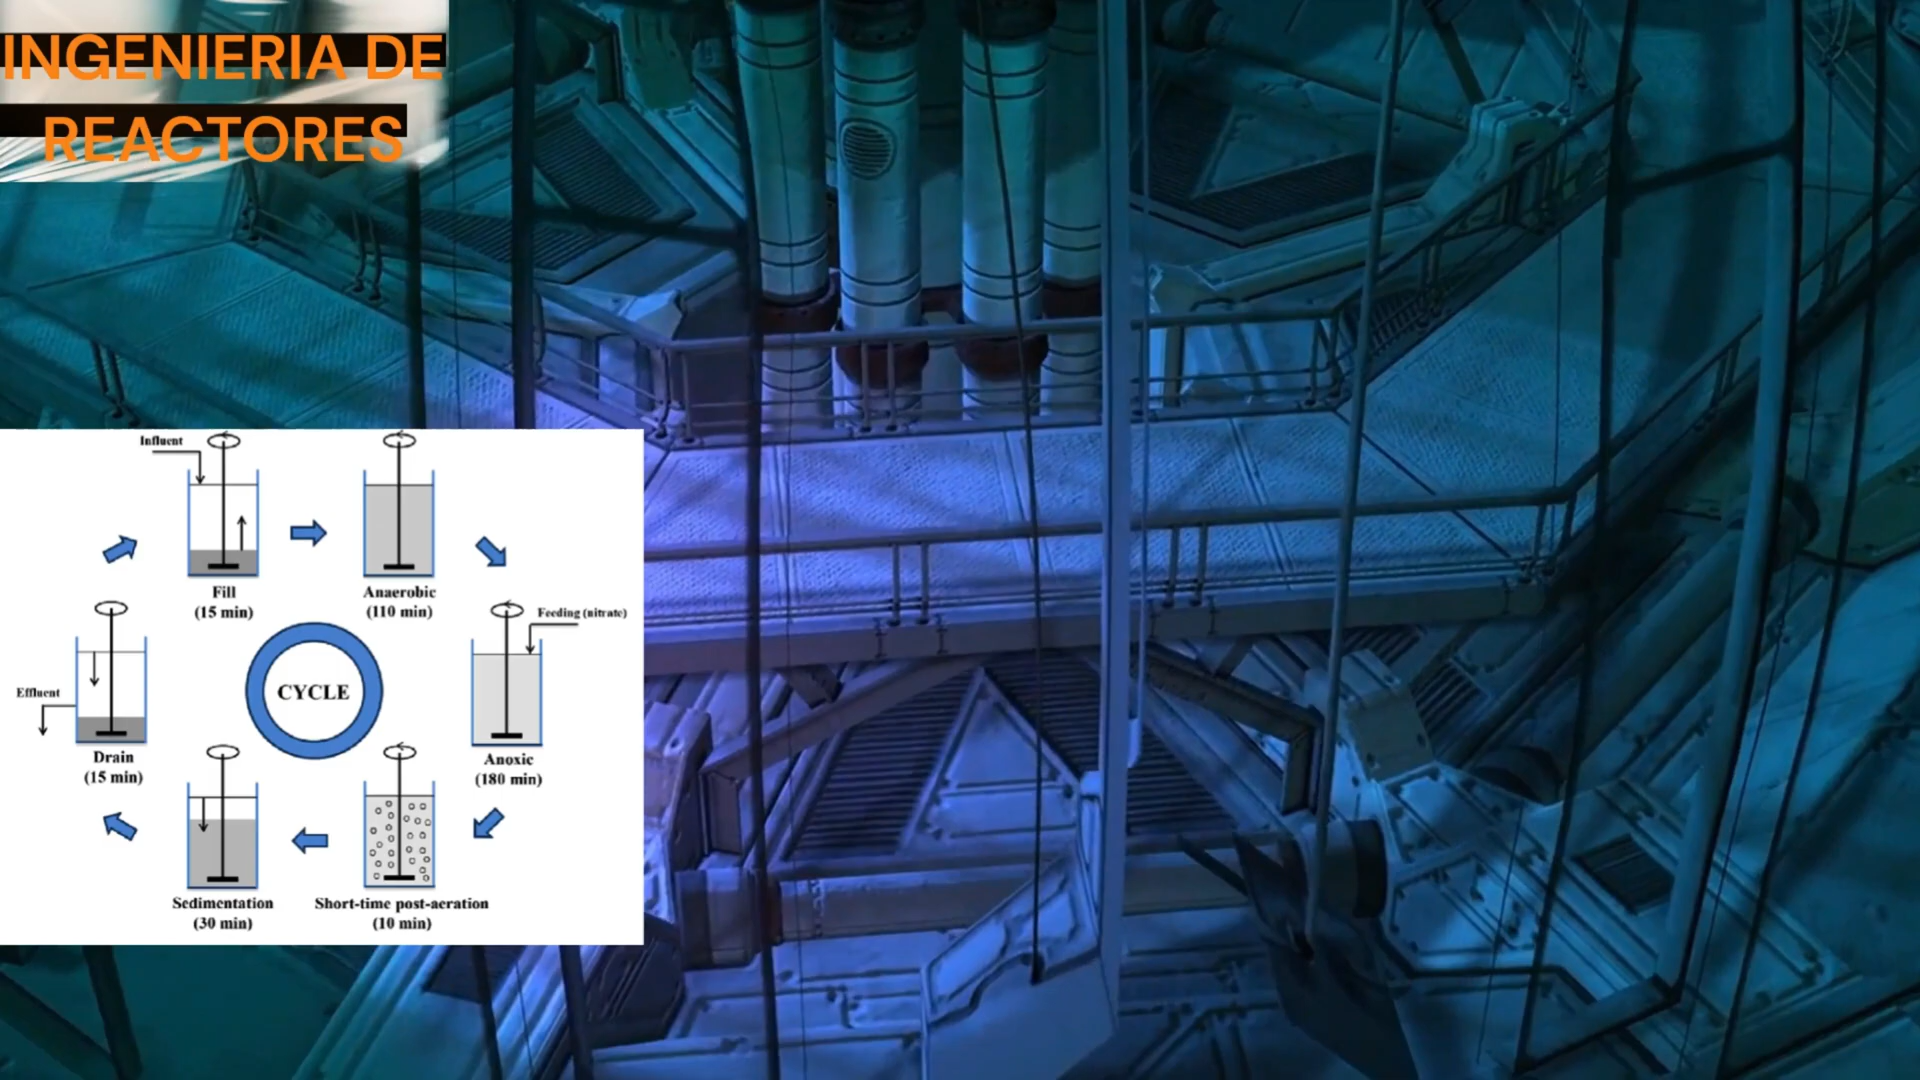 INGENIERIA DE
REACTORES
Influent
Fill
(15 min)
Anaerobic
(110 min)
Feeding (nitrate)
Anoxic
(180 min)
Short-time post-aeration
(10 min)
Sedimentation
(30 min)
Effluent
Drain
(15 min)
CYCLE